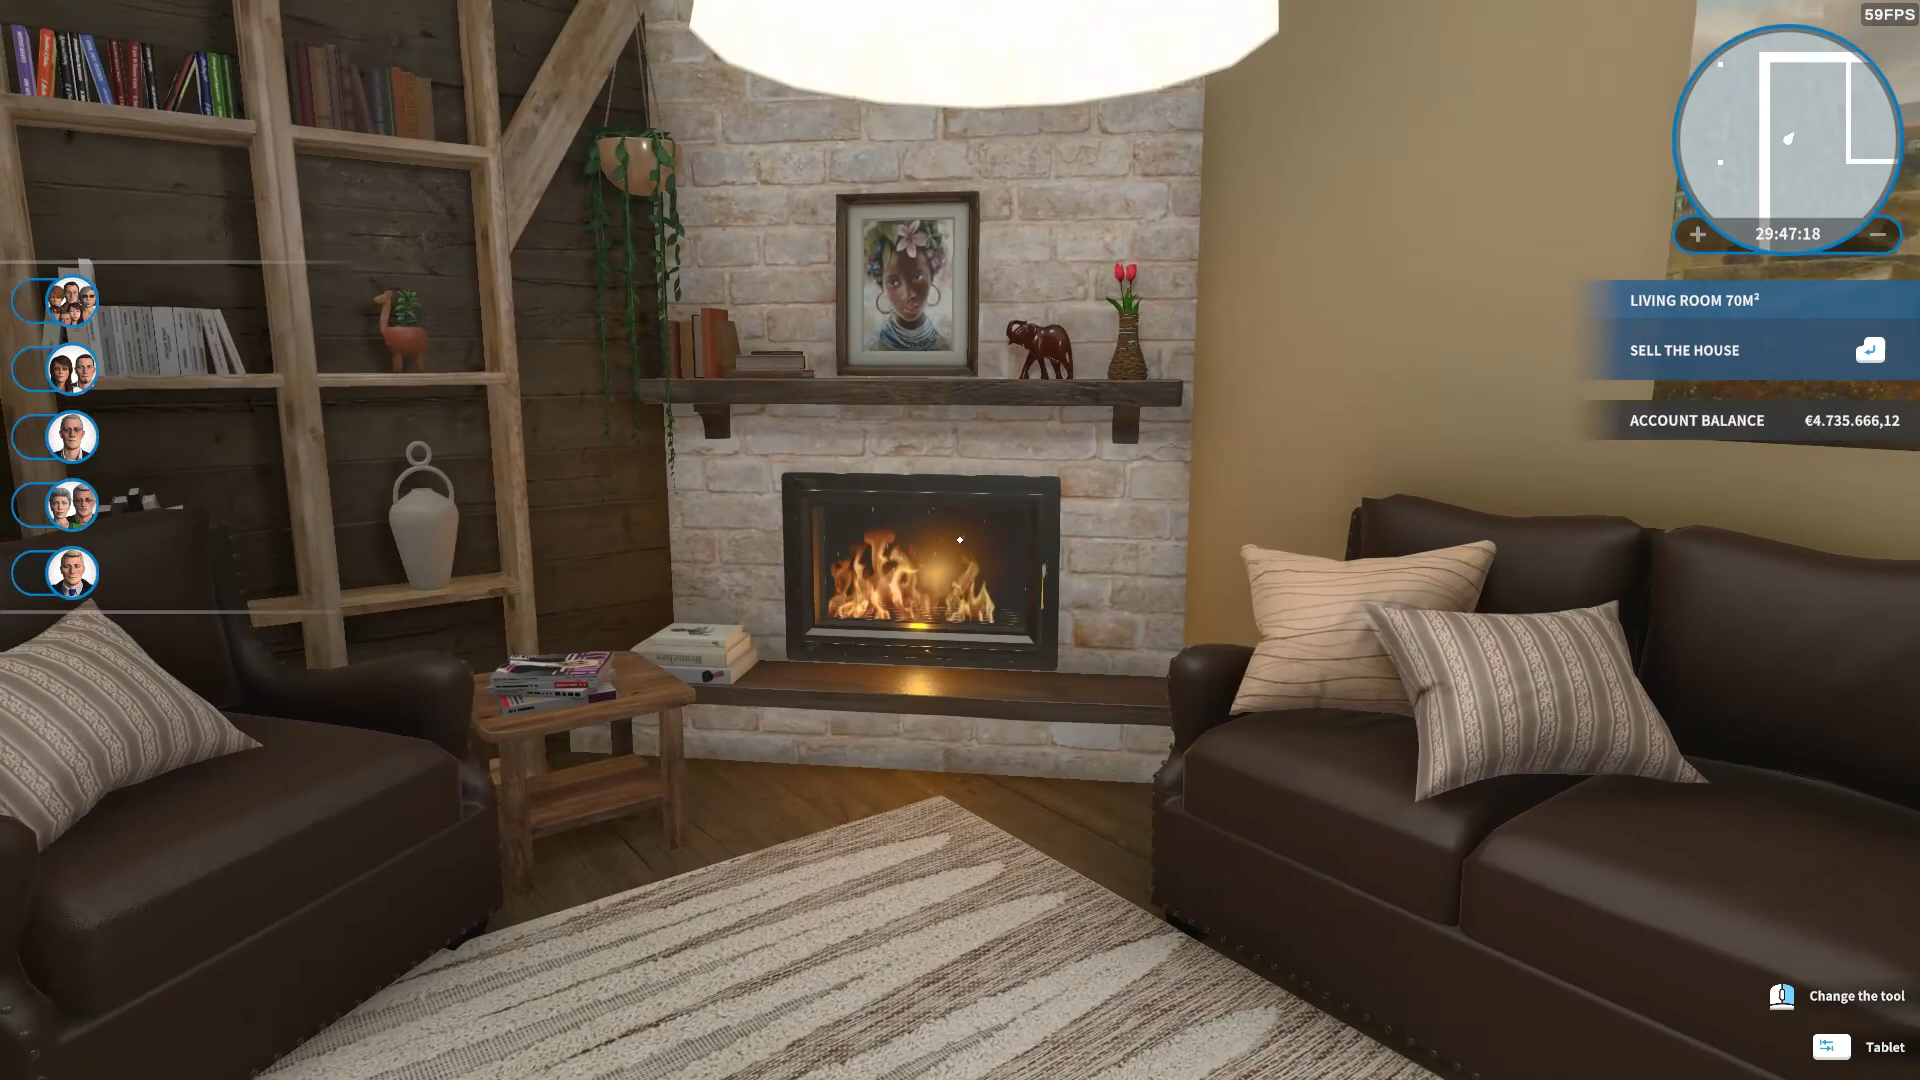 59FPS
29:47:18
LIVING ROOM 70M²
SELL THE HOUSE
ACCOUNT BALANCE €4.735.666,12
Branches
Change the tool
Tablet